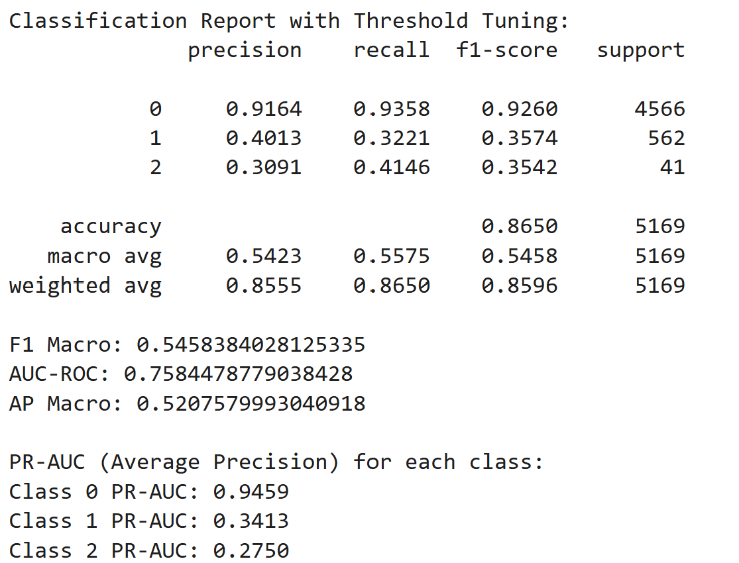 Classification Report with Threshold Tuning:
precision recall f1-score support
0 0.9164 0.9358 0.9260 4566
1 0.4013 0.3221 0.3574 562
2 0.3091 0.4146 0.3542 41
accuracy 0.8650 5169
macro avg 0.5423 0.5575 0.5458 5169
weighted avg 0.8555 0.8650 0.8596 5169
F1 Macro: 0.5458384028125335
AUC-ROC: 0.7584478779038428
AP Macro: 0.5207579993040918
PR-AUC (Average Precision) for each class:
Class 0 PR-AUC: 0.9459
Class 1 PR-AUC: 0.3413
Class 2 PR-AUC: 0.2750